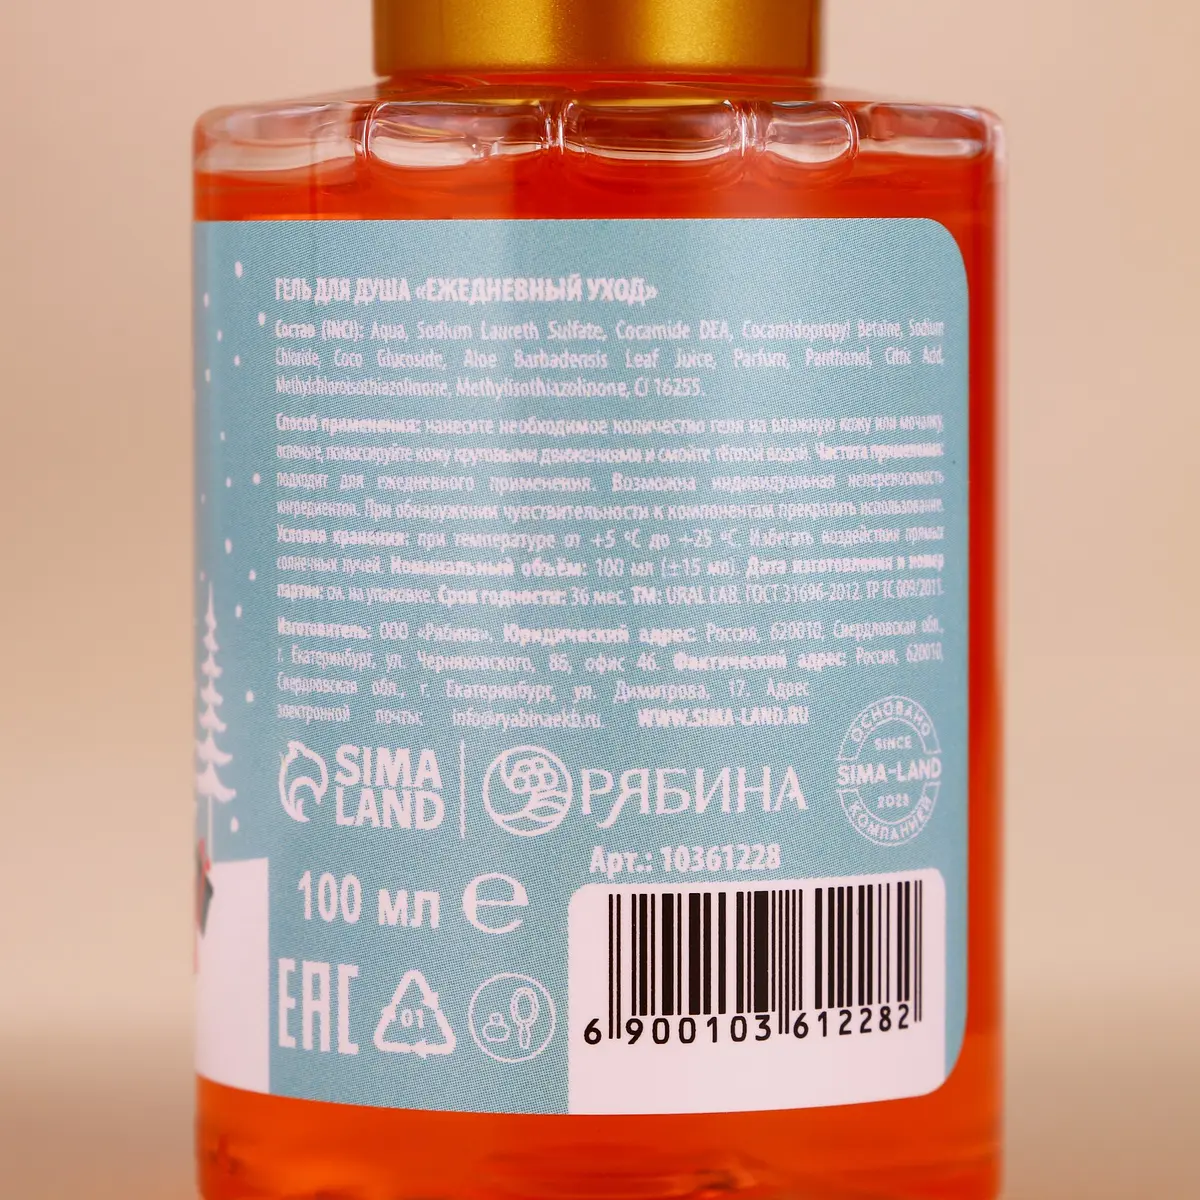 ГЕЛЬ ДЛЯ ДУША «ЕЖЕДНЕВНЫЙ УХОД»
Состав (INCI): Aqua, Sodium Laureth Sulfate, Cocamide DEA, Cocamidopropyl Betaine, Sodium
Chloride, Coco Glucoside, Aloe Barbadensis Leaf Juice, Parfum, Panthenol, Citric Acid,
Methylchloroisothiazolinone, Methylisothiazolinone, CI 16255.
Способ применения: нанесите необходимое количество геля на влажную кожу или мочалку,
вспеньте, помассируйте кожу круговыми движениями и смойте тёплой водой. Частота применения:
подходит для ежедневного применения. Возможна индивидуальная непереносимость
ингредиентов. При обнаружении чувствительности к компонентам прекратить использование.
Условия хранения: при температуре от +5 °C до +25 °C. Избегать воздействия прямых
солнечных лучей. Номинальный объём: 100 мл (±15 мл). Дата изготовления и номер
партии: см. на упаковке. Срок годности: 36 мес. ТМ: URAL LAB. ГОСТ 31696-2012. ТР ТС 009/2011.
Изготовитель: ООО «Рябина», Юридический адрес: Россия, 620010, Свердловская обл.,
г. Екатеринбург, ул. Черняховского, 86, офис 46. Фактический адрес: Россия, 620010,
Свердловская обл., г. Екатеринбург, ул. Димитрова, 17. Адрес
электронной почты: info@ryabinaekb.ru WWW.SIMA-LAND.RU
SIMA LAND
РЯБИНА
ОСНОВАНО
SINCE
SIMA-LAND
2023
КОМПАНИЕЙ
Арт.: 10361228
100 мл e
EAC
01
6 900103 612282